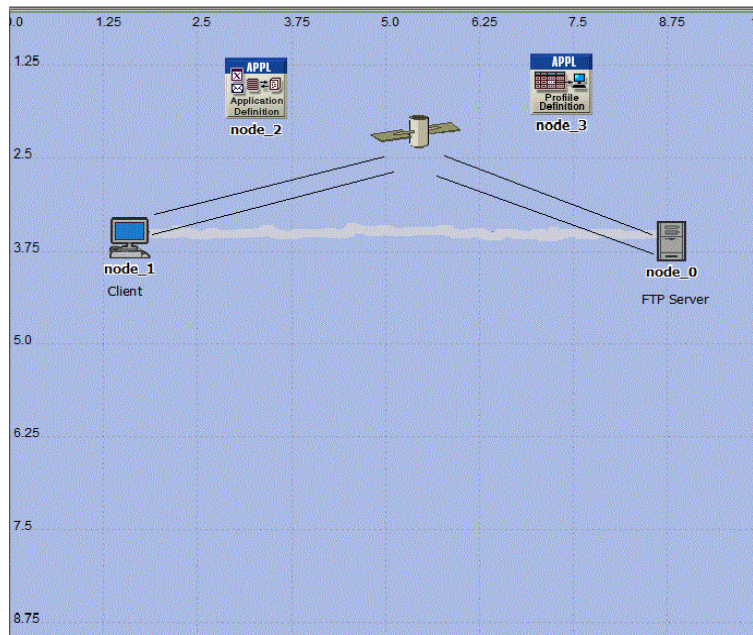 0.0 1.25 2.5 3.75 5.0 6.25 7.5 8.75
1.25
APPL
Application
Definition
node_2
APPL
Profile
Definition
node_3
2.5
3.75
node_1
Client
node_0
FTP Server
5.0
6.25
7.5
8.75